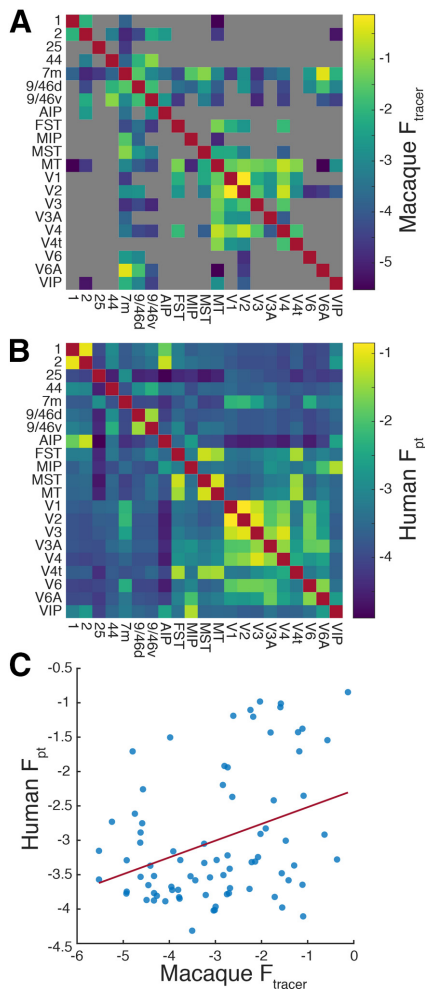 A
1
2
25
44
7m
9/46d
9/46v
AIP
FST
MIP
MST
MT
V1
V2
V3
V3A
V4
V4t
V6
V6A
VIP
1 2 25 44 7m 9/46d 9/46v AIP FST MIP MST MT V1 V2 V3 V3A V4 V4t V6 V6A VIP
-1
-2
-3
-4
-5
Macaque F_tracer
B
1
2
25
44
7m
9/46d
9/46v
AIP
FST
MIP
MST
MT
V1
V2
V3
V3A
V4
V4t
V6
V6A
VIP
1 2 25 44 7m 9/46d 9/46v AIP FST MIP MST MT V1 V2 V3 V3A V4 V4t V6 V6A VIP
-1
-2
-3
-4
Human F_pt
C
-0.5
-1
-1.5
-2
-2.5
-3
-3.5
-4
-4.5
Human F_pt
-6 -5 -4 -3 -2 -1 0
Macaque F_tracer